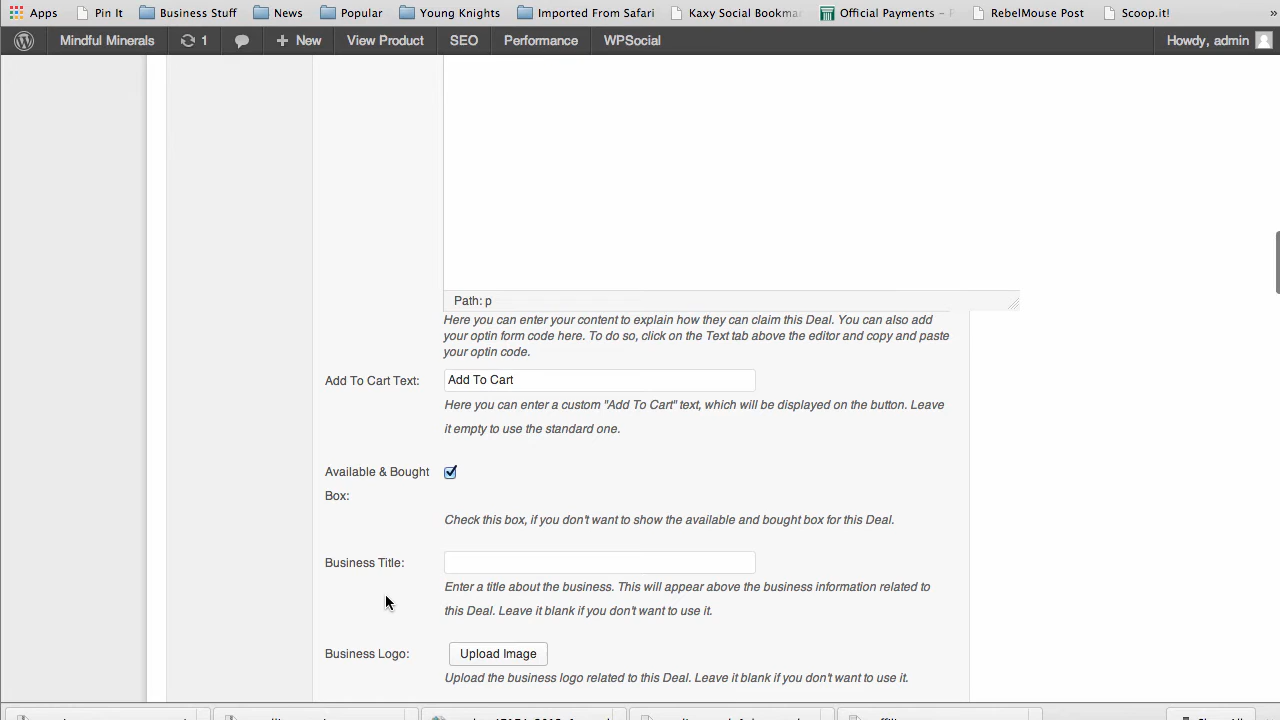 Apps Pin It Business Stuff News Popular Young Knights Imported From Safari Kaxy Social Bookma Official Payments – RebelMouse Post Scoop.it! »
Mindful Minerals 1 New View Product SEO Performance WPSocial Howdy, admin
Path: p
Here you can enter your content to explain how they can claim this Deal. You can also add
your optin form code here. To do so, click on the Text tab above the editor and copy and paste
your optin code.
Add To Cart Text: Add To Cart
Here you can enter a custom "Add To Cart" text, which will be displayed on the button. Leave
it empty to use the standard one.
Available & Bought
Box:
Check this box, if you don't want to show the available and bought box for this Deal.
Business Title:
Enter a title about the business. This will appear above the business information related to
this Deal. Leave it blank if you don't want to use it.
Business Logo: Upload Image
Upload the business logo related to this Deal. Leave it blank if you don't want to use it.